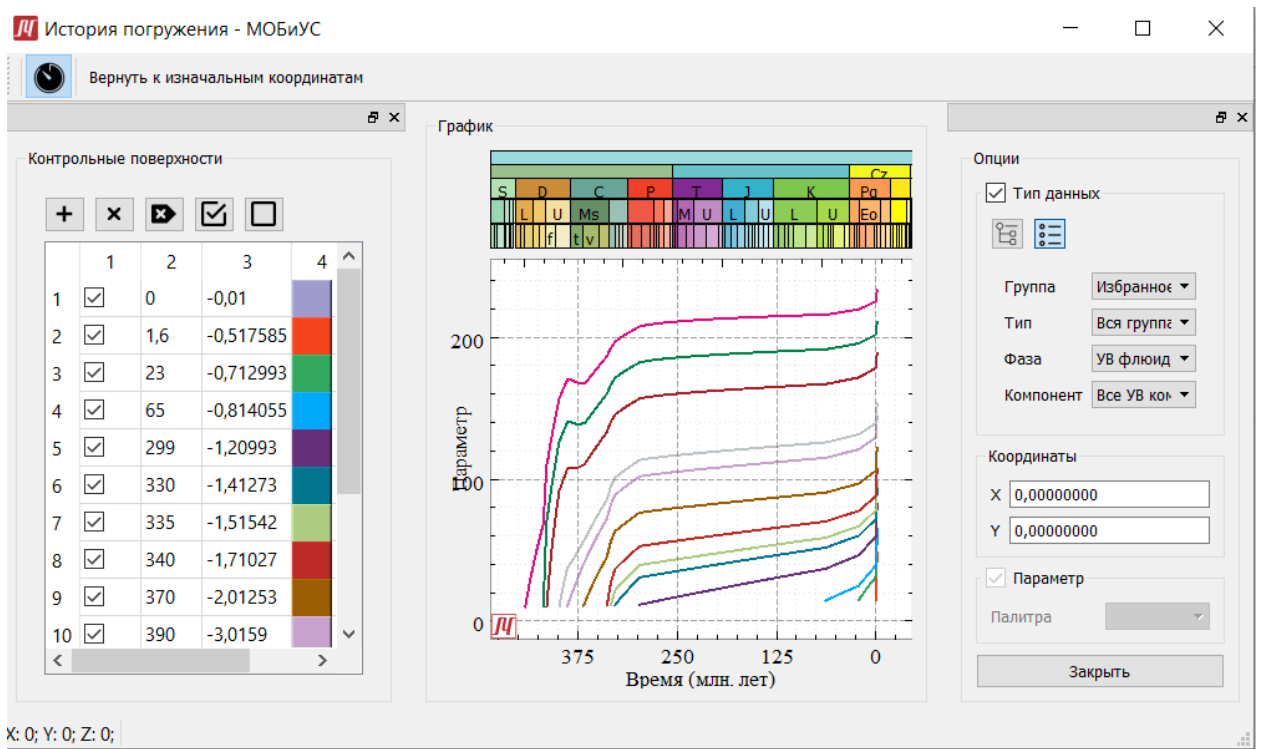 История погружения - МОБиУС
Вернуть к изначальным координатам
Контрольные поверхности
1 2 3 4
1 0 -0,01
2 1,6 -0,517585
3 23 -0,712993
4 65 -0,814055
5 299 -1,20993
6 330 -1,41273
7 335 -1,51542
8 340 -1,71027
9 370 -2,01253
10 390 -3,0159
График
Cz
S D C P T J K Pg
L U Ms M U L U L U Eo
f t v
Параметр
200
100
0
375 250 125 0
Время (млн. лет)
Опции
Тип данных
Группа Избранное
Тип Вся группа
Фаза УВ флюид
Компонент Все УВ ком
Координаты
X 0,00000000
Y 0,00000000
Параметр
Палитра
Закрыть
X: 0; Y: 0; Z: 0;